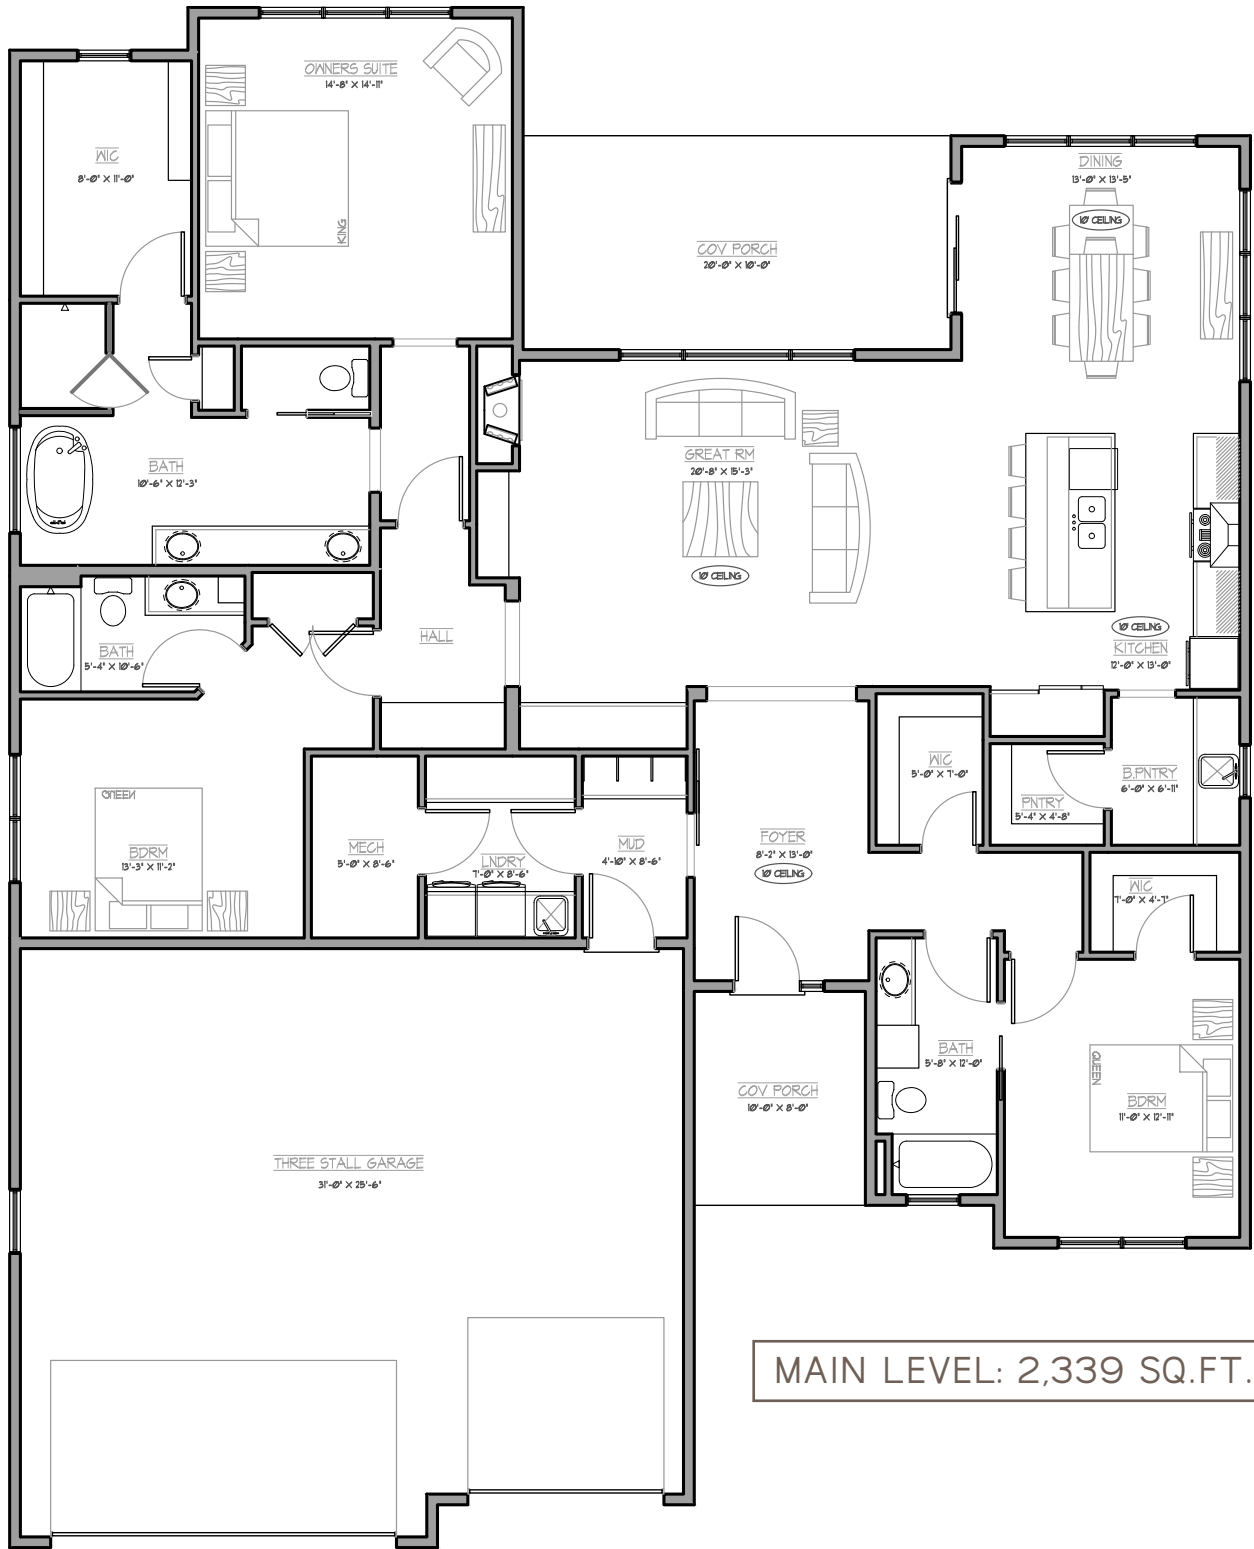 OWNERS SUITE
14'-8" X 14'-11"
WIC
8'-0" X 11'-0"
KING
COV PORCH
20'-0" X 10'-0"
DINING
13'-0" X 13'-5"
10' CEILING
BATH
10'-6" X 12'-3"
GREAT RM
20'-8" X 15'-3"
10' CEILING
10' CEILING
KITCHEN
12'-0" X 13'-0"
BATH
5'-4" X 10'-6"
HALL
WIC
5'-0" X 7'-0"
PNTRY
5'-4" X 4'-8"
B.PNTRY
6'-0" X 6'-11"
QUEEN
BDRM
13'-3" X 11'-2"
MECH
5'-0" X 8'-6"
LNDRY
7'-0" X 8'-6"
MUD
4'-10" X 8'-6"
FOYER
8'-2" X 13'-0"
10' CEILING
WIC
7'-0" X 4'-7"
BATH
5'-8" X 12'-0"
QUEEN
BDRM
11'-0" X 12'-11"
COV PORCH
10'-0" X 8'-0"
THREE STALL GARAGE
31'-0" X 25'-6"
MAIN LEVEL: 2,339 SQ.FT.